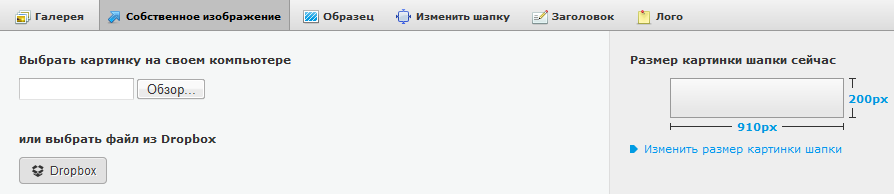 Галерея
Собственное изображение
Образец
Изменить шапку
Заголовок
Лого
Выбрать картинку на своем компьютере
Обзор...
или выбрать файл из Dropbox
Dropbox
Размер картинки шапки сейчас
200px
910px
Изменить размер картинки шапки